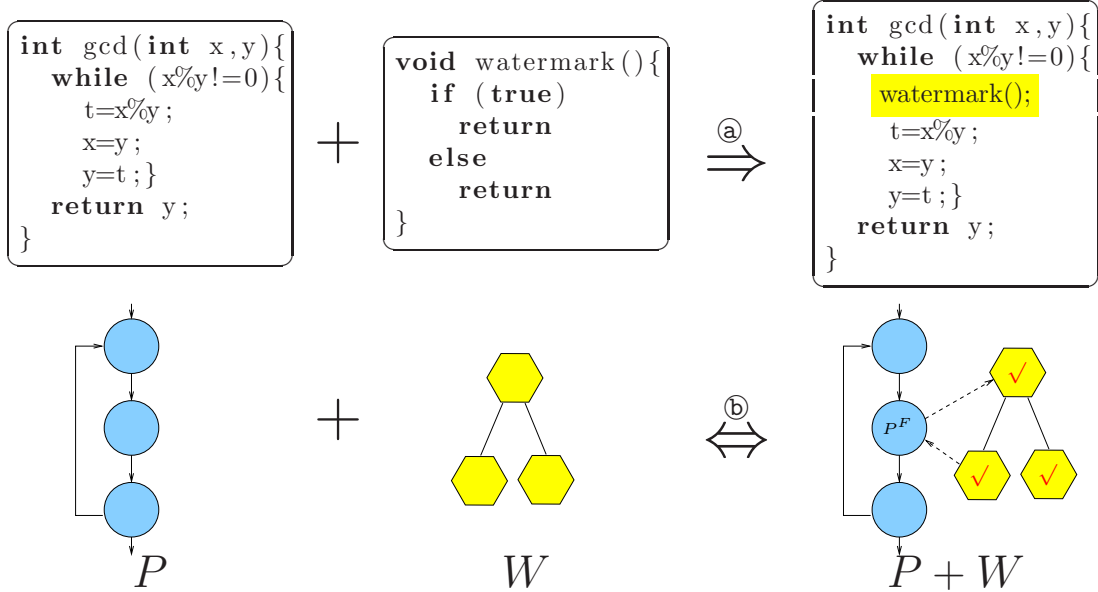 int gcd(int x,y){
while (x%y!=0){
t=x%y;
x=y;
y=t;}
return y;
}
+
void watermark(){
if (true)
return
else
return
}
ⓐ
⇒
int gcd(int x,y){
while (x%y!=0){
watermark();
t=x%y;
x=y;
y=t;}
return y;
}
+
ⓑ
⇔
√
P^F
√ √
P
W
P + W